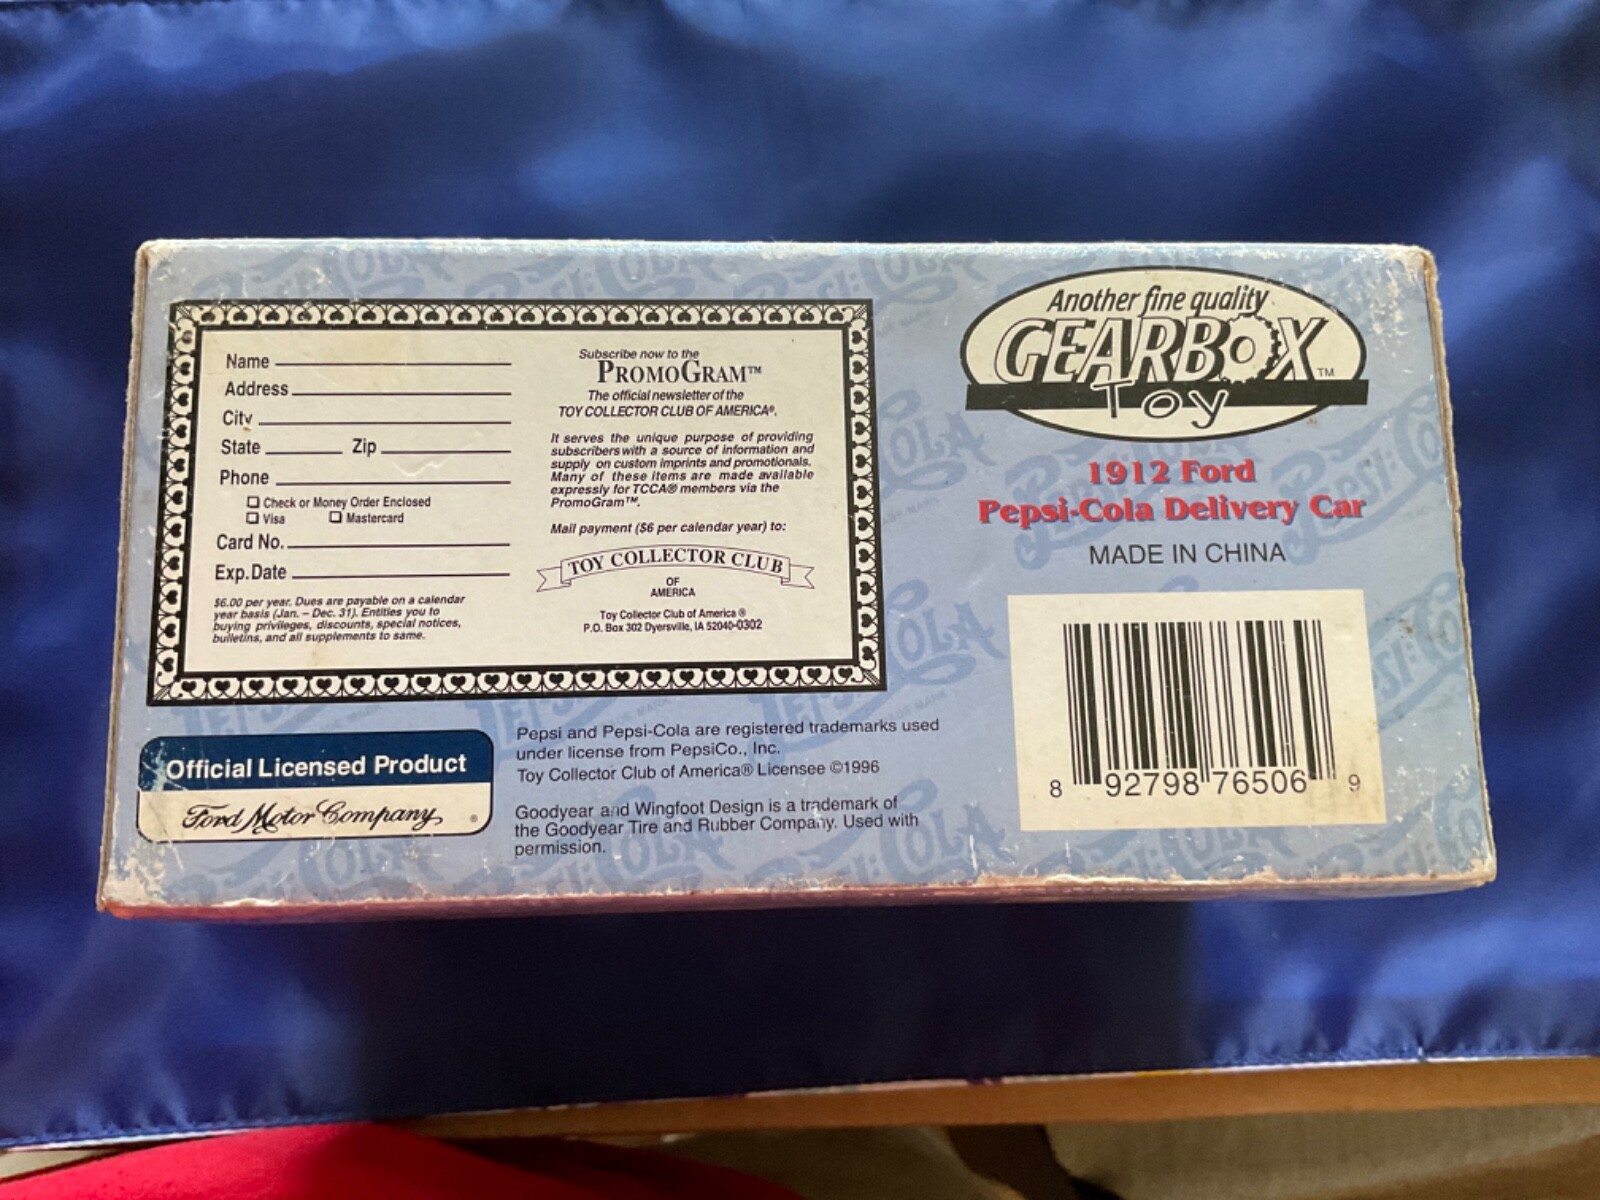 Name
Address
City
State Zip
Phone
Check or Money Order Enclosed
Visa Mastercard
Card No.
Exp. Date
$6.00 per year. Dues are payable on a calendar
year basis (Jan. – Dec. 31). Entitles you to
buying privileges, discounts, special notices,
bulletins, and all supplements to same.
Subscribe now to the
PROMOGRAM™
The official newsletter of the
TOY COLLECTOR CLUB OF AMERICA®.
It serves the unique purpose of providing
subscribers with a source of information and
supply on custom imprints and promotionals.
Many of these items are made available
expressly for TCCA® members via the
PromoGram™.
Mail payment ($6 per calendar year) to:
TOY COLLECTOR CLUB
OF
AMERICA
Toy Collector Club of America ®
P.O. Box 302 Dyersville, IA 52040-0302
Another fine quality
GEARBOX™
Toy
1912 Ford
Pepsi-Cola Delivery Car
MADE IN CHINA
8 92798 76506 9
Official Licensed Product
Ford Motor Company ®
Pepsi and Pepsi-Cola are registered trademarks used
under license from PepsiCo., Inc.
Toy Collector Club of America® Licensee ©1996
Goodyear and Wingfoot Design is a trademark of
the Goodyear Tire and Rubber Company. Used with
permission.